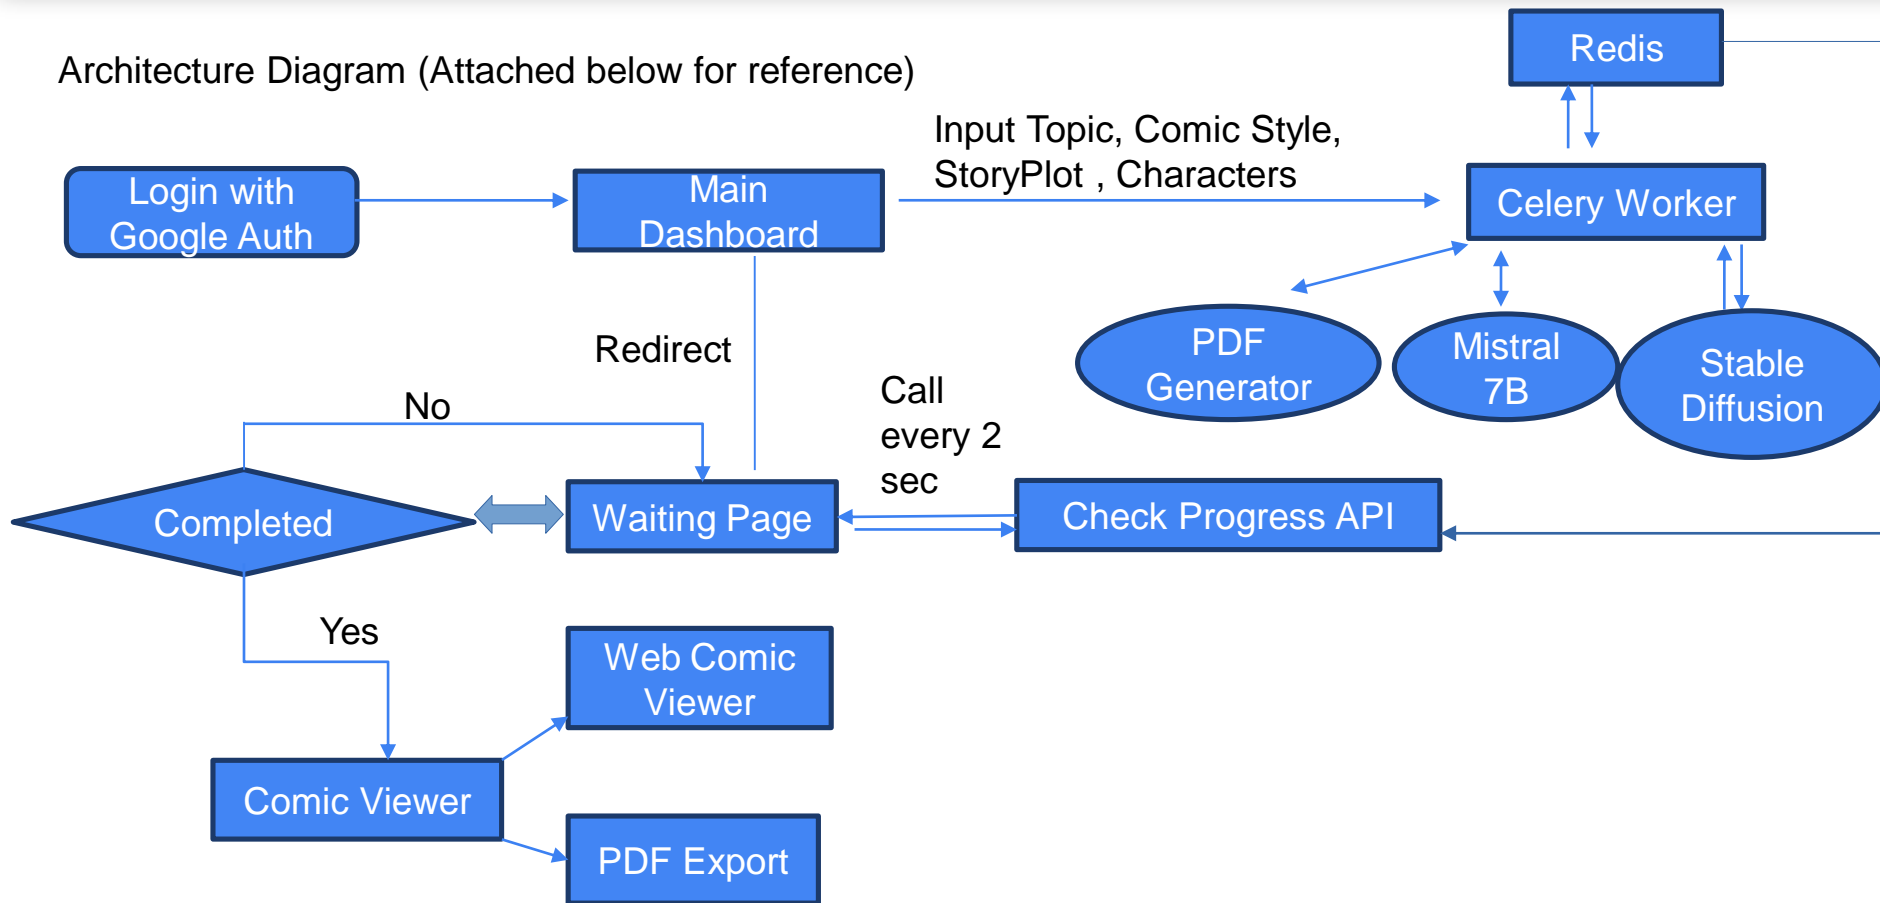 Redis
Architecture Diagram (Attached below for reference)
Input Topic, Comic Style,
StoryPlot , Characters
Login with
Google Auth
Main
Dashboard
Celery Worker
Redirect
PDF
Generator
Mistral
7B
Stable
Diffusion
No
Call
every 2
sec
Completed
Waiting Page
Check Progress API
Yes
Web Comic
Viewer
Comic Viewer
PDF Export